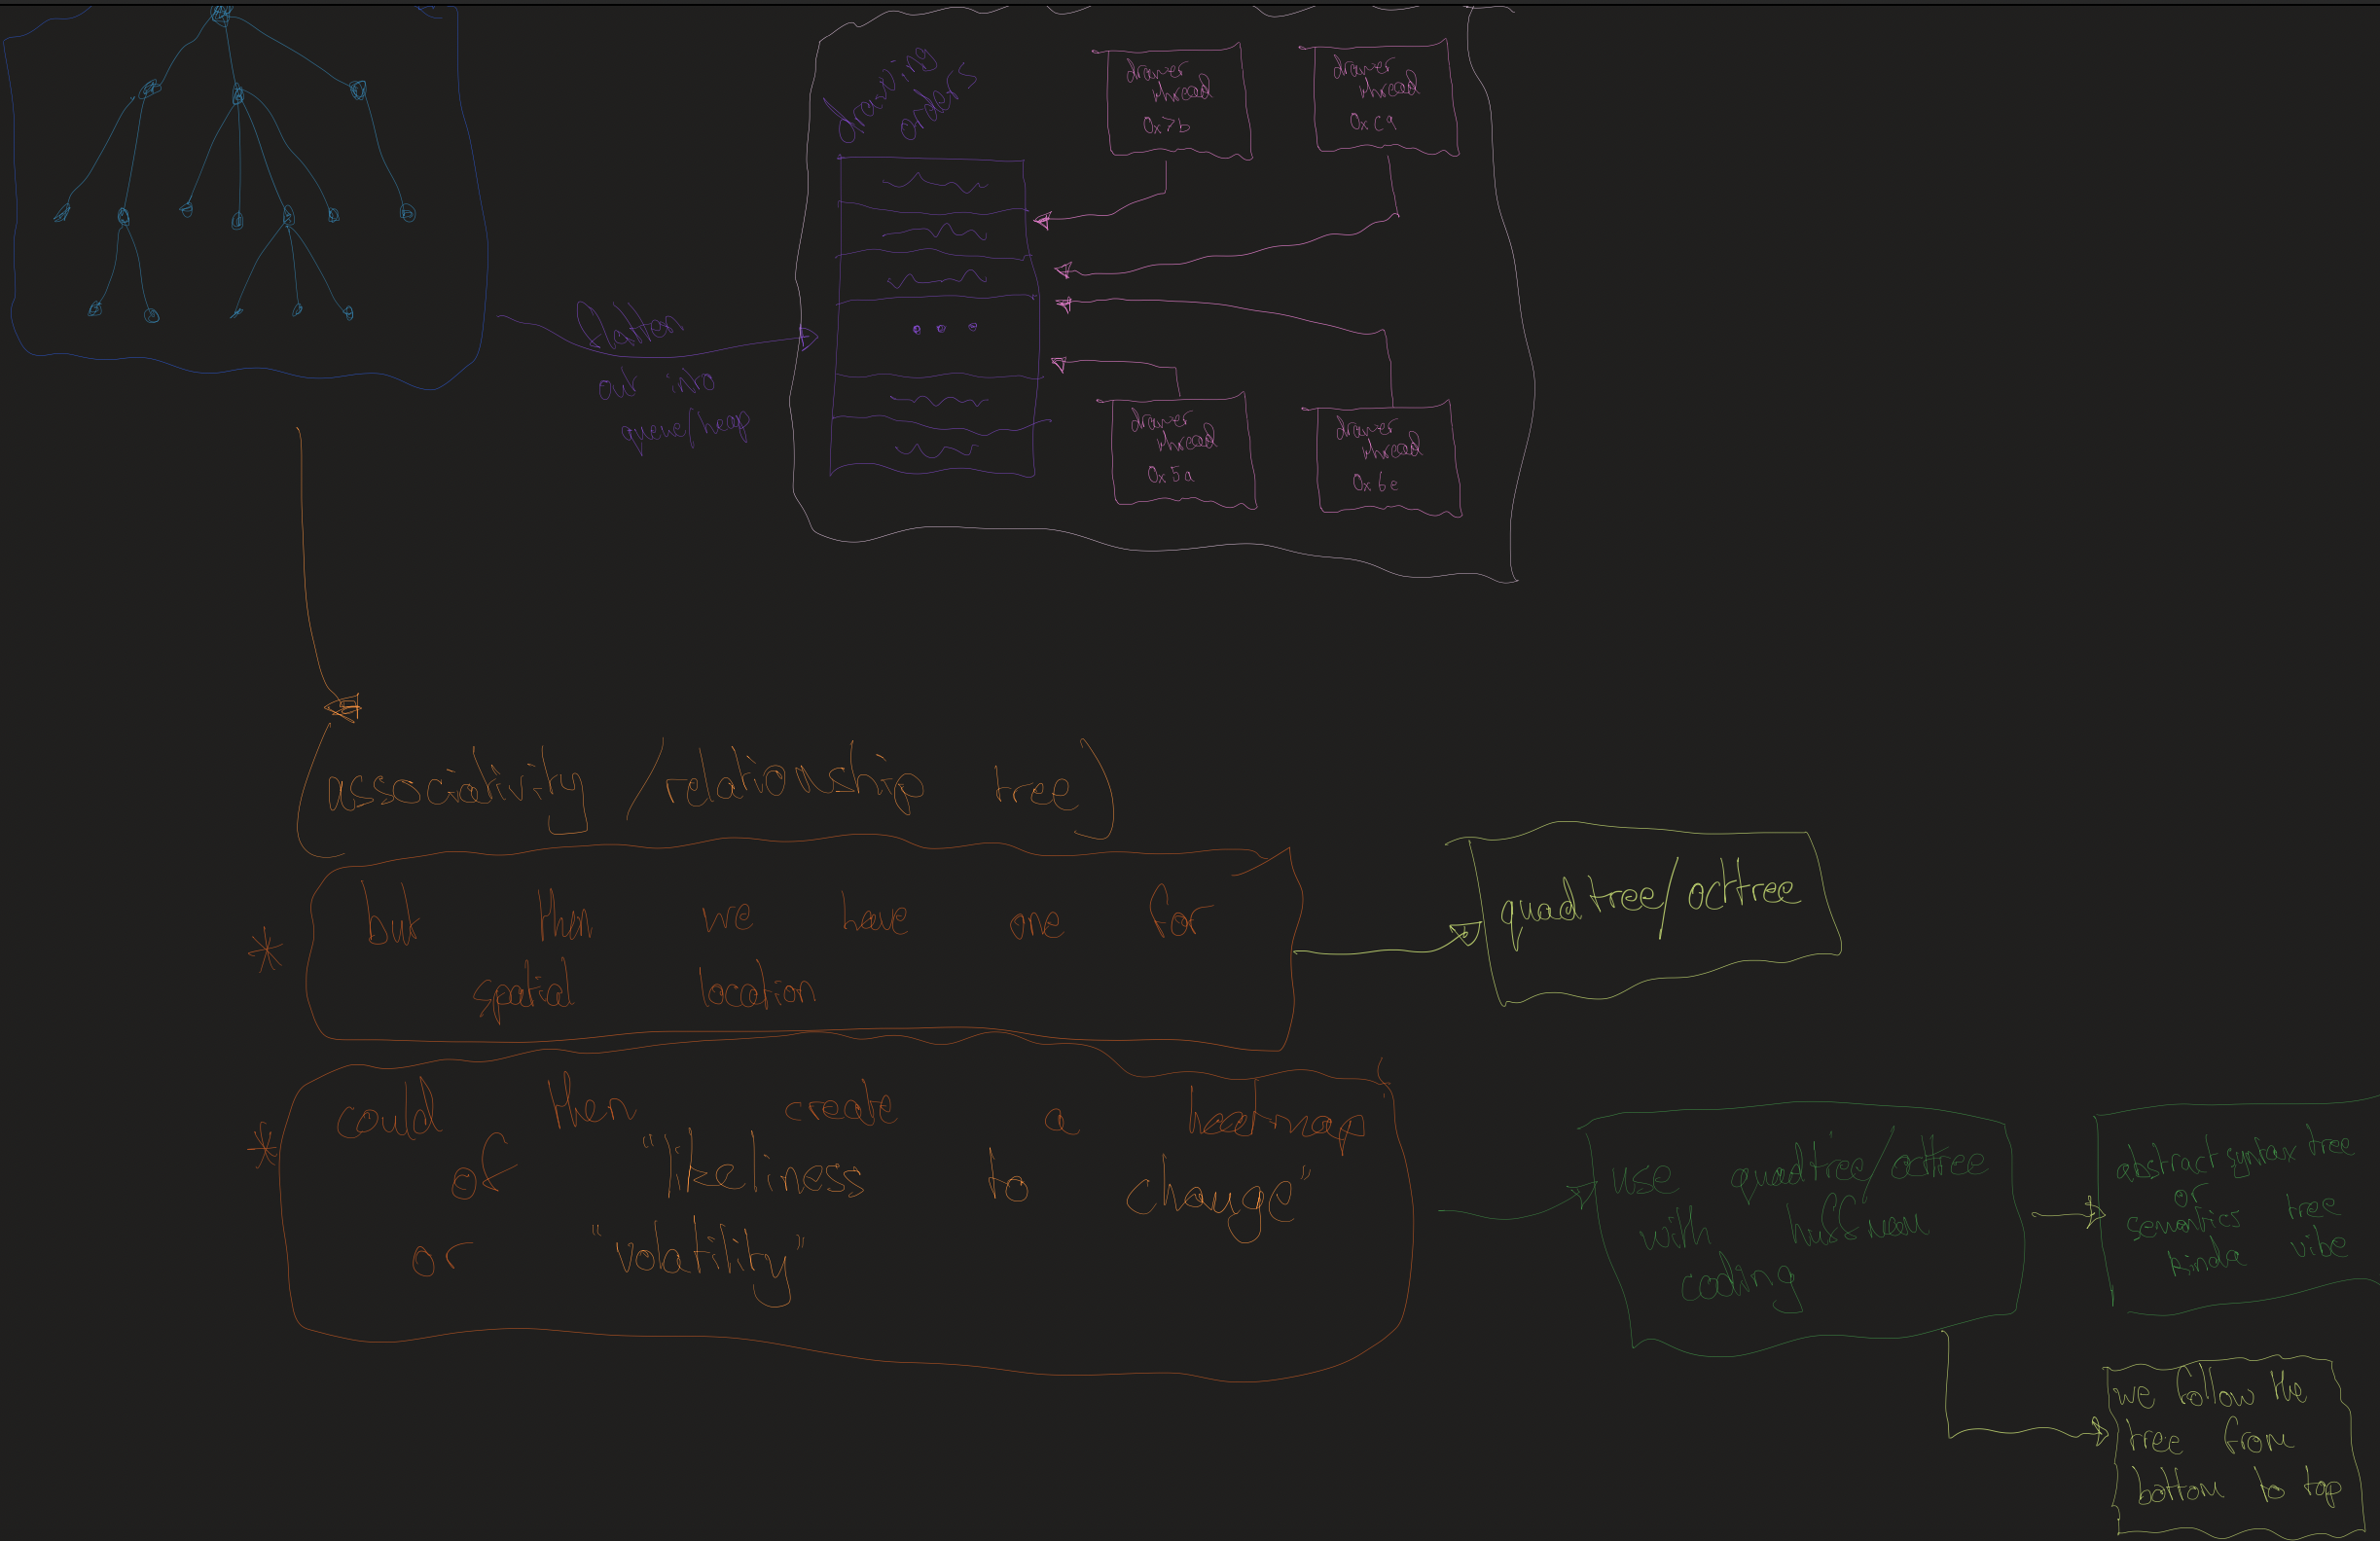 drawing
orders
drawer
thread
0x7b
drawer
thread
0xca
flatten
out into
queue/heap
drawer
thread
0x5a
drawer
thread
0x6e
associativity / relationship tree)
* but then we have one for
spatial location
quadtree/octtree
* could then create a heatmap
of "likeliness to change"
or "volatility"
use quadtree/octtree
with huffman
coding
abstract syntax tree
or
semantics tree
kinda vibe
we follow the
tree from
bottom to top